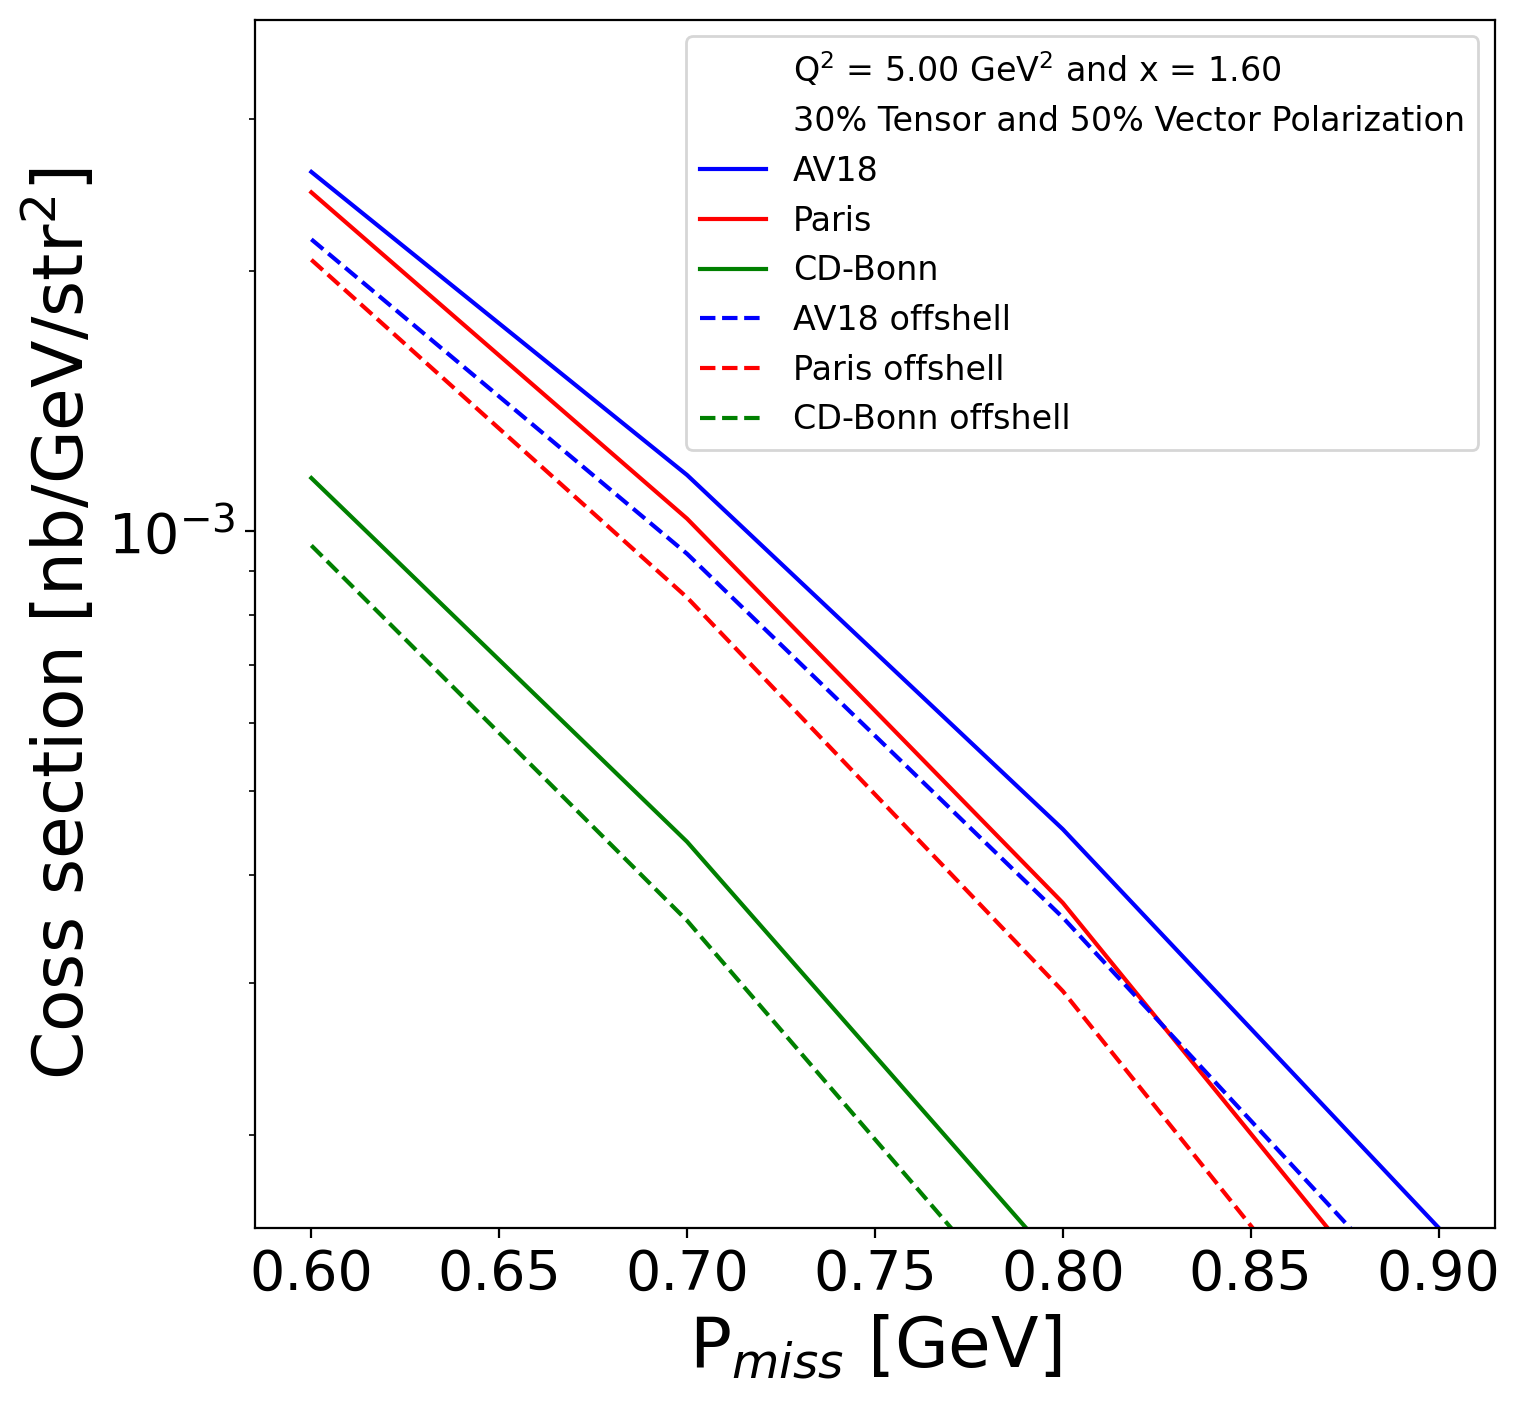 Q² = 5.00 GeV² and x = 1.60
30% Tensor and 50% Vector Polarization
AV18
Paris
CD-Bonn
AV18 offshell
Paris offshell
CD-Bonn offshell
Coss section [nb/GeV/str²]
10⁻³
0.60 0.65 0.70 0.75 0.80 0.85 0.90
P_miss [GeV]